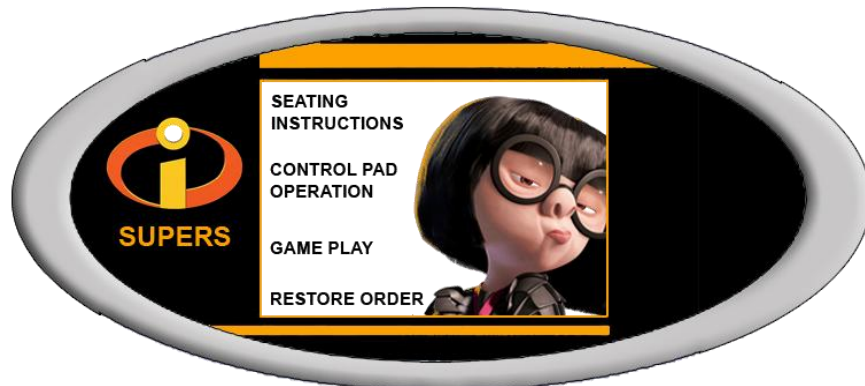 SEATING
INSTRUCTIONS
CONTROL PAD
OPERATION
GAME PLAY
RESTORE ORDER
i
SUPERS